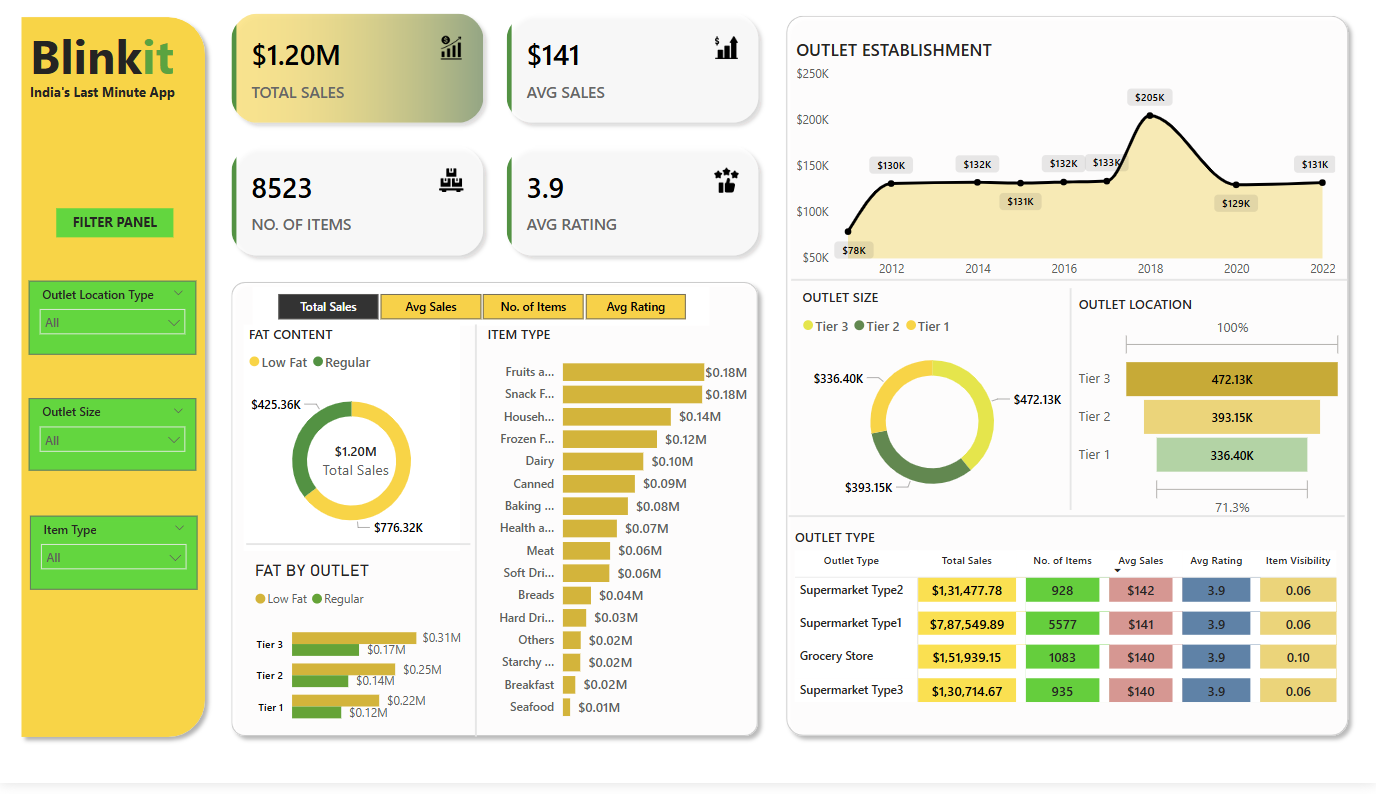 Blinkit
India's Last Minute App
FILTER PANEL
Outlet Location Type
All
Outlet Size
All
Item Type
All
$1.20M
TOTAL SALES
$141
AVG SALES
8523
NO. OF ITEMS
3.9
AVG RATING
Total Sales Avg Sales No. of Items Avg Rating
FAT CONTENT
Low Fat Regular
$425.36K
$1.20M
Total Sales
$776.32K
FAT BY OUTLET
Low Fat Regular
Tier 3 $0.31M
$0.17M
Tier 2 $0.25M
$0.14M
Tier 1 $0.22M
$0.12M
ITEM TYPE
Fruits a... $0.18M
Snack F... $0.18M
Househ... $0.14M
Frozen F... $0.12M
Dairy $0.10M
Canned $0.09M
Baking ... $0.08M
Health a... $0.07M
Meat $0.06M
Soft Dri... $0.06M
Breads $0.04M
Hard Dri... $0.03M
Others $0.02M
Starchy ... $0.02M
Breakfast $0.02M
Seafood $0.01M
OUTLET ESTABLISHMENT
$250K
$200K
$150K
$100K
$50K
$78K
$130K
$132K
$131K
$132K
$133K
$205K
$129K
$131K
2012 2014 2016 2018 2020 2022
OUTLET SIZE
Tier 3 Tier 2 Tier 1
$336.40K
$472.13K
$393.15K
OUTLET LOCATION
100%
Tier 3 472.13K
Tier 2 393.15K
Tier 1 336.40K
71.3%
OUTLET TYPE
Outlet Type Total Sales No. of Items Avg Sales Avg Rating Item Visibility
Supermarket Type2 $1,31,477.78 928 $142 3.9 0.06
Supermarket Type1 $7,87,549.89 5577 $141 3.9 0.06
Grocery Store $1,51,939.15 1083 $140 3.9 0.10
Supermarket Type3 $1,30,714.67 935 $140 3.9 0.06